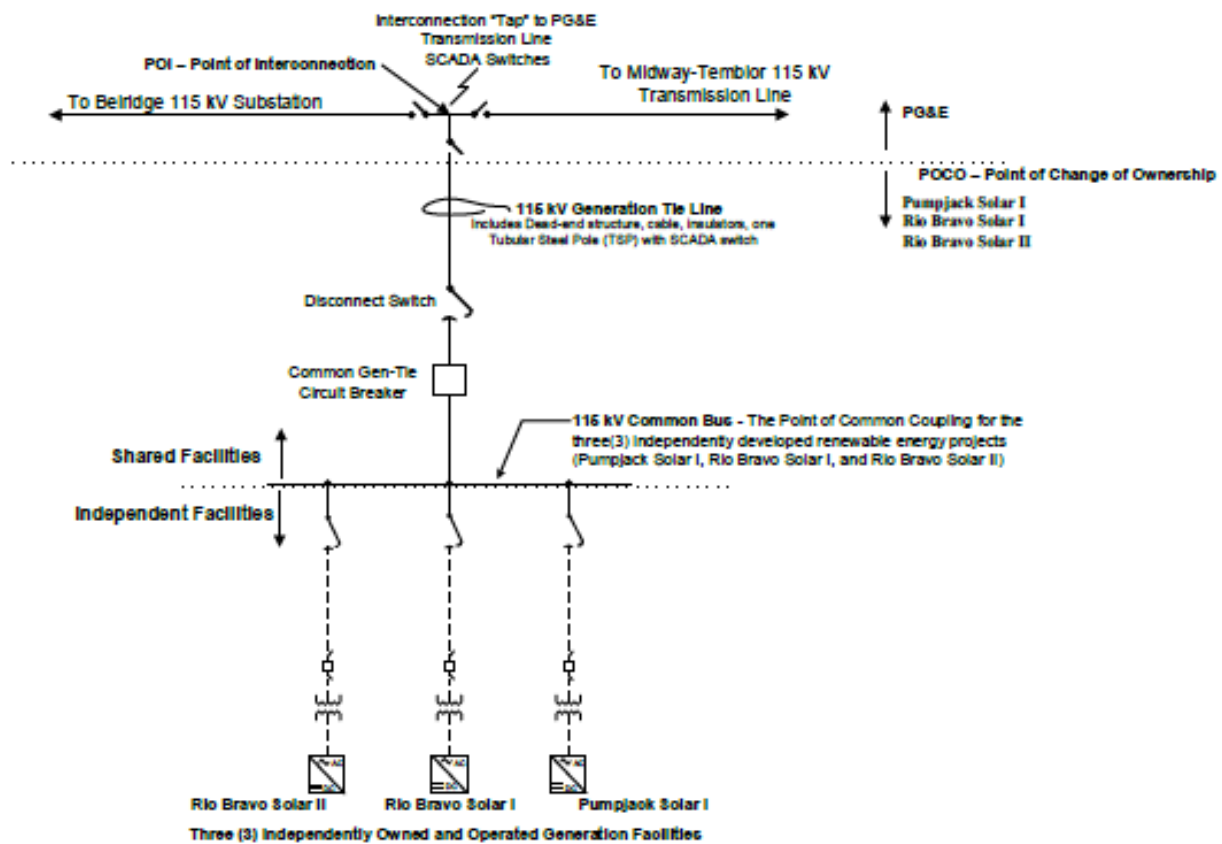 Interconnection "Tap" to PG&E
Transmission Line
SCADA Switches
POI – Point of Interconnection
To Midway-Temblor 115 kV
Transmission Line
To Belridge 115 kV Substation
PG&E
POCO – Point of Change of Ownership
Pumpjack Solar I
Rio Bravo Solar I
Rio Bravo Solar II
115 kV Generation Tie Line
Includes Dead-end structure, cable, insulators, one
Tubular Steel Pole (TSP) with SCADA switch
Disconnect Switch
Common Gen-Tie
Circuit Breaker
115 kV Common Bus - The Point of Common Coupling for the
three(3) independently developed renewable energy projects
(Pumpjack Solar I, Rio Bravo Solar I, and Rio Bravo Solar II)
Shared Facilities
Independent Facilities
AC AC AC
DC DC DC
Rio Bravo Solar II Rio Bravo Solar I Pumpjack Solar I
Three (3) Independently Owned and Operated Generation Facilities